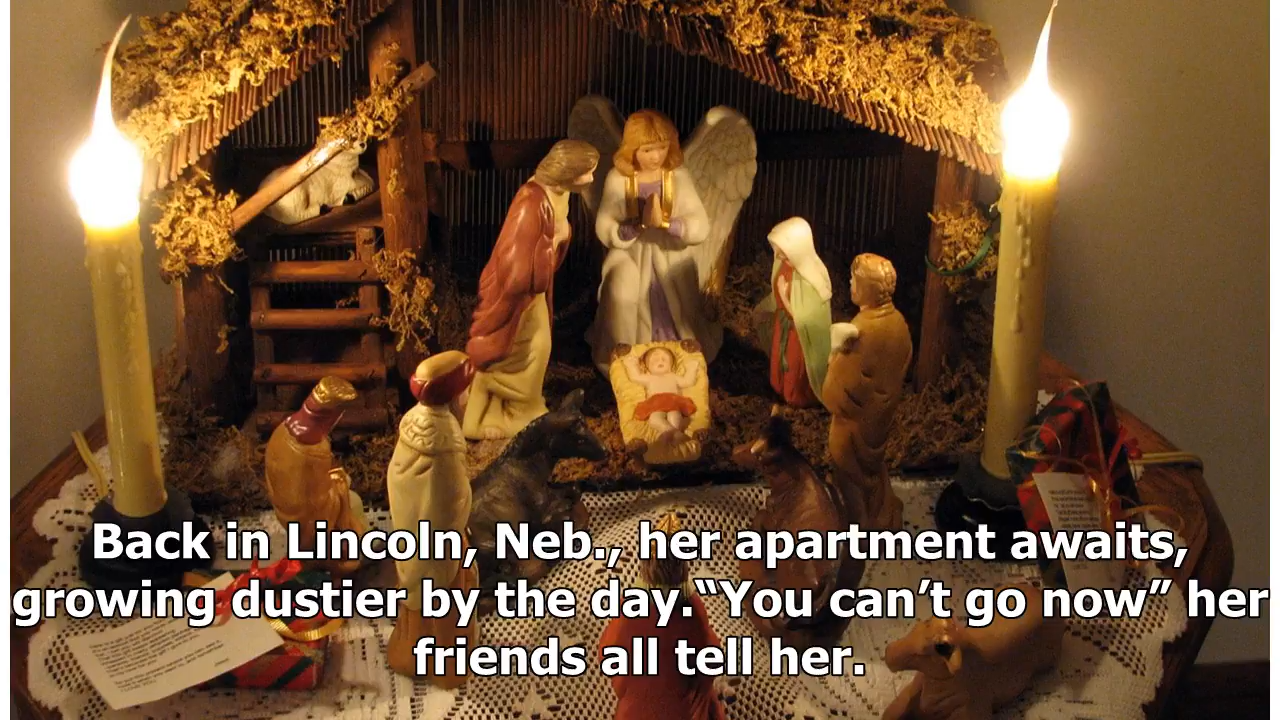 Back in Lincoln, Neb., her apartment awaits,
growing dustier by the day.“You can’t go now” her
friends all tell her.